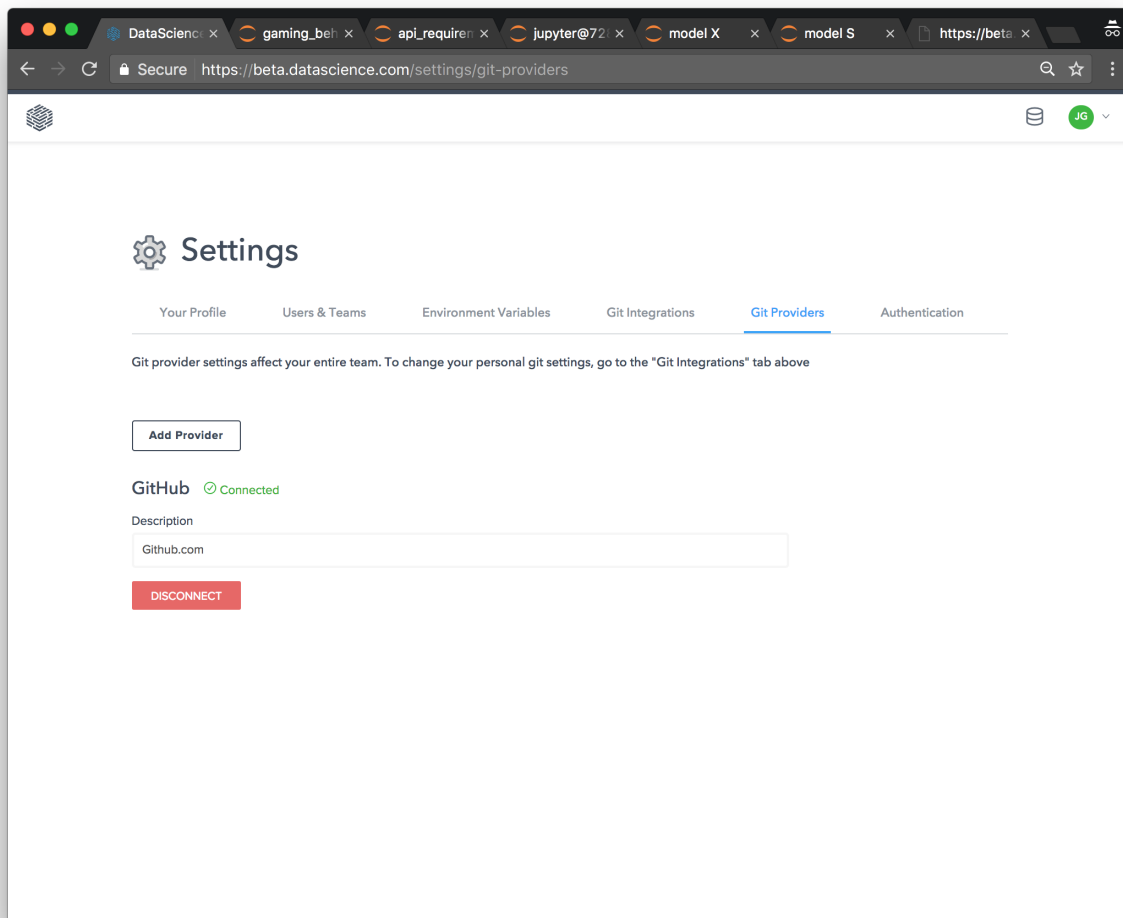 DataScience gaming_beh api_requirem jupyter@728 model X model S https://beta.
Secure https://beta.datascience.com/settings/git-providers
JG
Settings
Your Profile Users & Teams Environment Variables Git Integrations Git Providers Authentication
Git provider settings affect your entire team. To change your personal git settings, go to the "Git Integrations" tab above
Add Provider
GitHub Connected
Description
Github.com
DISCONNECT